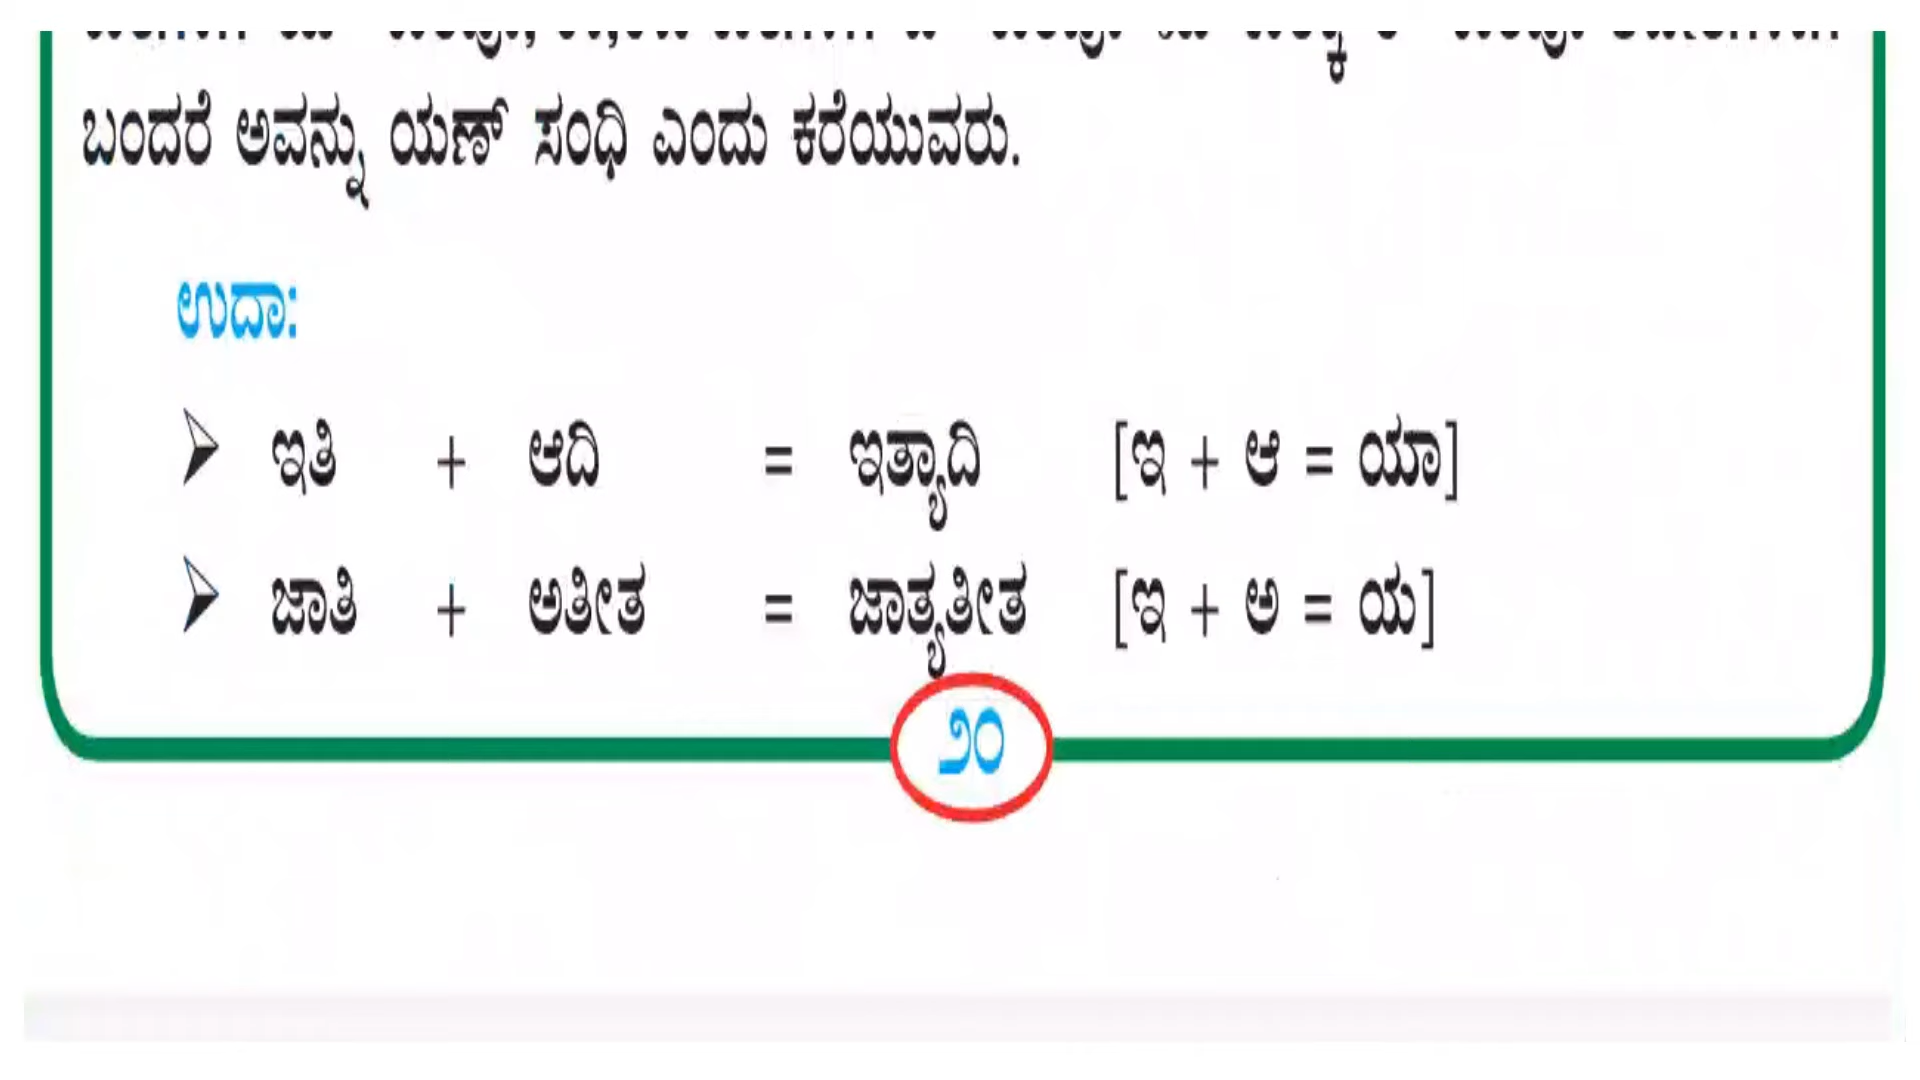 ಬಂದರೆ ಅವನ್ನು ಯಣ್ ಸಂಧಿ ಎಂದು ಕರೆಯುವರು.
ಉದಾ:
➢ ಇತಿ + ಆದಿ = ಇತ್ಯಾದಿ [ಇ + ಆ = ಯಾ]
➢ ಜಾತಿ + ಅತೀತ = ಜಾತ್ಯತೀತ [ಇ + ಅ = ಯ]
೨೦